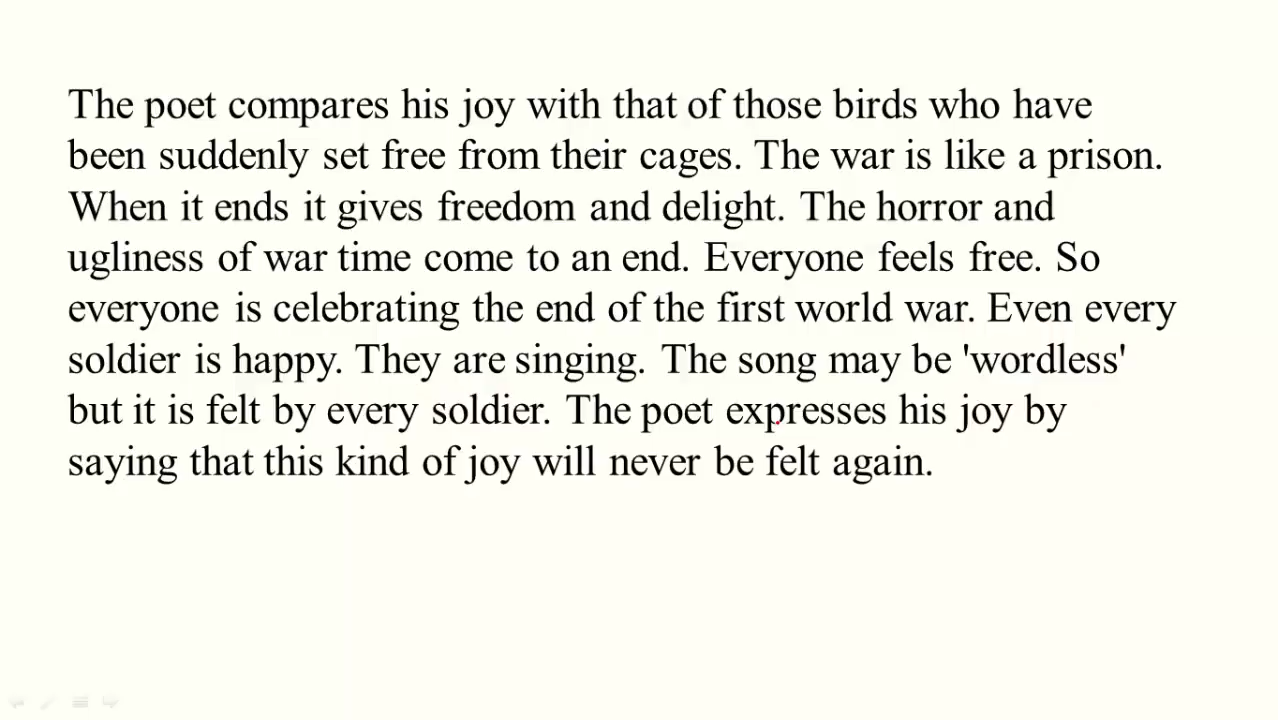 The poet compares his joy with that of those birds who have
been suddenly set free from their cages. The war is like a prison.
When it ends it gives freedom and delight. The horror and
ugliness of war time come to an end. Everyone feels free. So
everyone is celebrating the end of the first world war. Even every
soldier is happy. They are singing. The song may be 'wordless'
but it is felt by every soldier. The poet expresses his joy by
saying that this kind of joy will never be felt again.